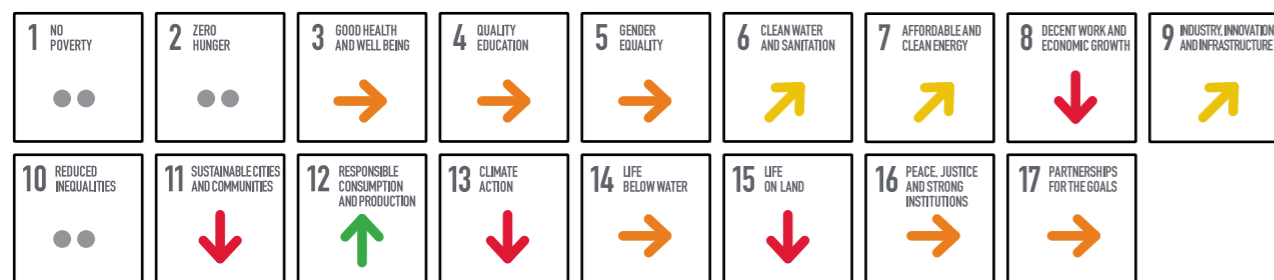 1 NO POVERTY
2 ZERO HUNGER
3 GOOD HEALTH AND WELL BEING
4 QUALITY EDUCATION
5 GENDER EQUALITY
6 CLEAN WATER AND SANITATION
7 AFFORDABLE AND CLEAN ENERGY
8 DECENT WORK AND ECONOMIC GROWTH
9 INDUSTRY, INNOVATION AND INFRASTRUCTURE
10 REDUCED INEQUALITIES
11 SUSTAINABLE CITIES AND COMMUNITIES
12 RESPONSIBLE CONSUMPTION AND PRODUCTION
13 CLIMATE ACTION
14 LIFE BELOW WATER
15 LIFE ON LAND
16 PEACE, JUSTICE AND STRONG INSTITUTIONS
17 PARTNERSHIPS FOR THE GOALS